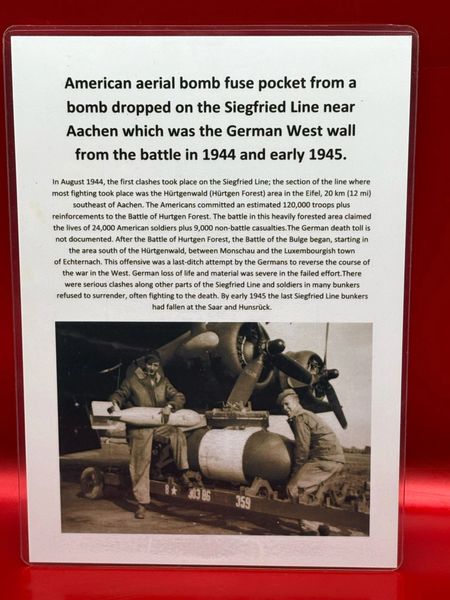 American aerial bomb fuse pocket from a
bomb dropped on the Siegfried Line near
Aachen which was the German West wall
from the battle in 1944 and early 1945.
In August 1944, the first clashes took place on the Siegfried Line; the section of the line where
most fighting took place was the Hürtgenwald (Hürtgen Forest) area in the Eifel, 20 km (12 mi)
southeast of Aachen. The Americans committed an estimated 120,000 troops plus
reinforcements to the Battle of Hurtgen Forest. The battle in this heavily forested area claimed
the lives of 24,000 American soldiers plus 9,000 non-battle casualties.The German death toll is
not documented. After the Battle of Hurtgen Forest, the Battle of the Bulge began, starting in
the area south of the Hürtgenwald, between Monschau and the Luxembourgish town
of Echternach. This offensive was a last-ditch attempt by the Germans to reverse the course of
the war in the West. German loss of life and material was severe in the failed effort.There
were serious clashes along other parts of the Siegfried Line and soldiers in many bunkers
refused to surrender, often fighting to the death. By early 1945 the last Siegfried Line bunkers
had fallen at the Saar and Hunsrück.
303 86 359